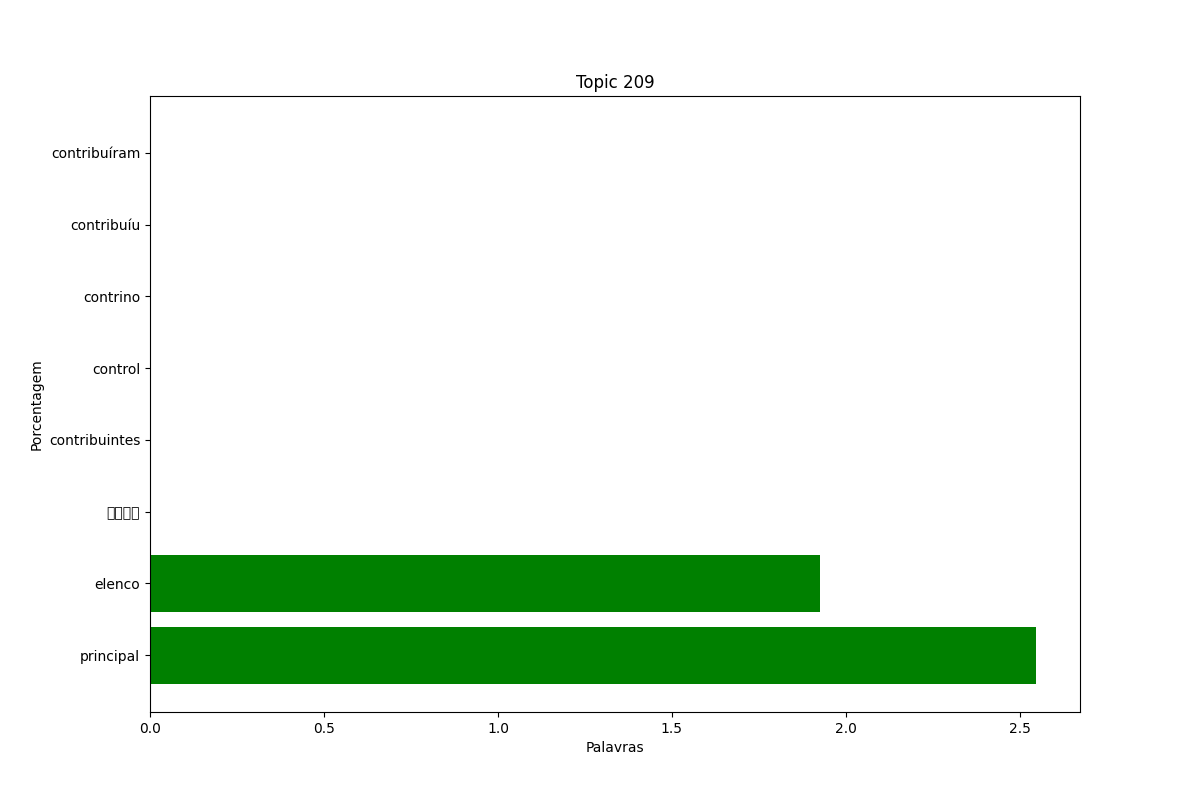 Topic 209
contribuíram
contribuíu
contrino
control
contribuintes
elenco
principal
Porcentagem
0.0 0.5 1.0 1.5 2.0 2.5
Palavras